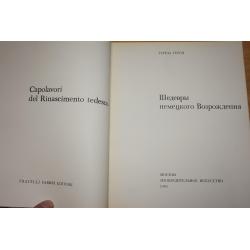 Capolavori
del Rinascimento tedesco
FRATELLI FABBRI EDITORI
Шедевры
немецкого Возрождения
МОСКВА
ИЗОБРАЗИТЕЛЬНОЕ ИСКУССТВО